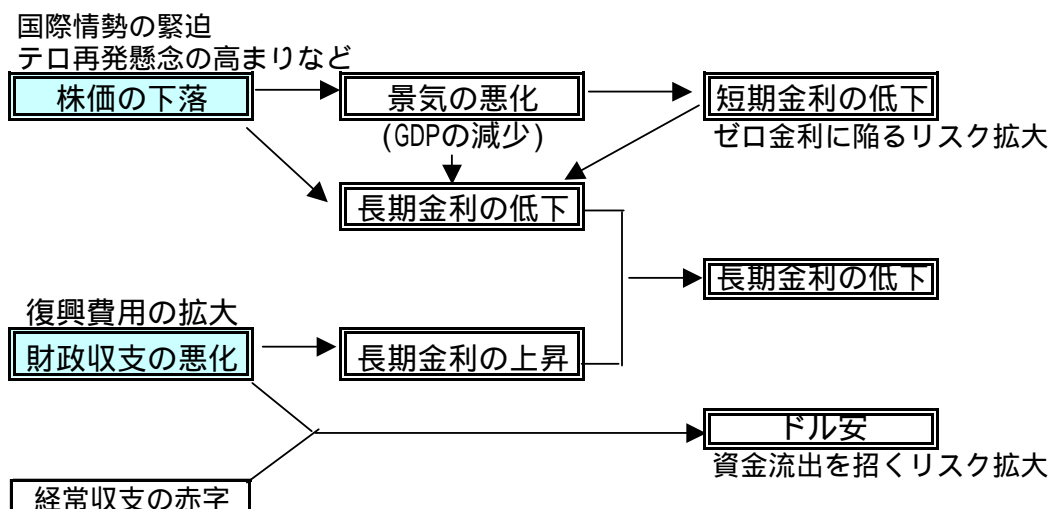 国際情勢の緊迫
テロ再発懸念の高まりなど
株価の下落
景気の悪化
短期金利の低下
(GDPの減少)
ゼロ金利に陥るリスク拡大
長期金利の低下
長期金利の低下
復興費用の拡大
財政収支の悪化
長期金利の上昇
ドル安
資金流出を招くリスク拡大
経常収支の赤字